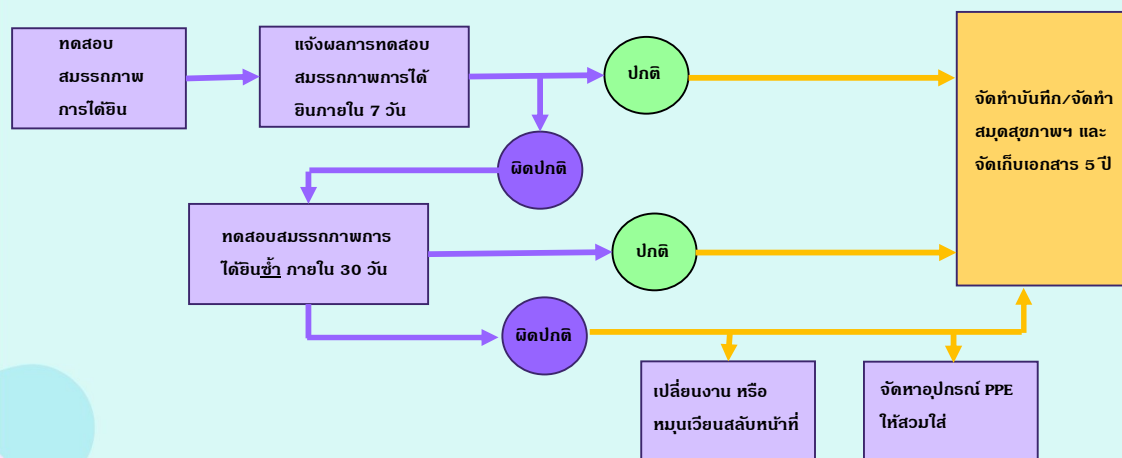 ทดสอบ
สมรรถภาพ
การได้ยิน
แจ้งผลการทดสอบ
สมรรถภาพการได้
ยินภายใน 7 วัน
ปกติ
จัดทำบันทึก/จัดทำ
สมุดสุขภาพฯ และ
จัดเก็บเอกสาร 5 ปี
ผิดปกติ
ทดสอบสมรรถภาพการ
ได้ยินซ้ำ ภายใน 30 วัน
ปกติ
ผิดปกติ
เปลี่ยนงาน หรือ
หมุนเวียนสลับหน้าที่
จัดหาอุปกรณ์ PPE
ให้สวมใส่